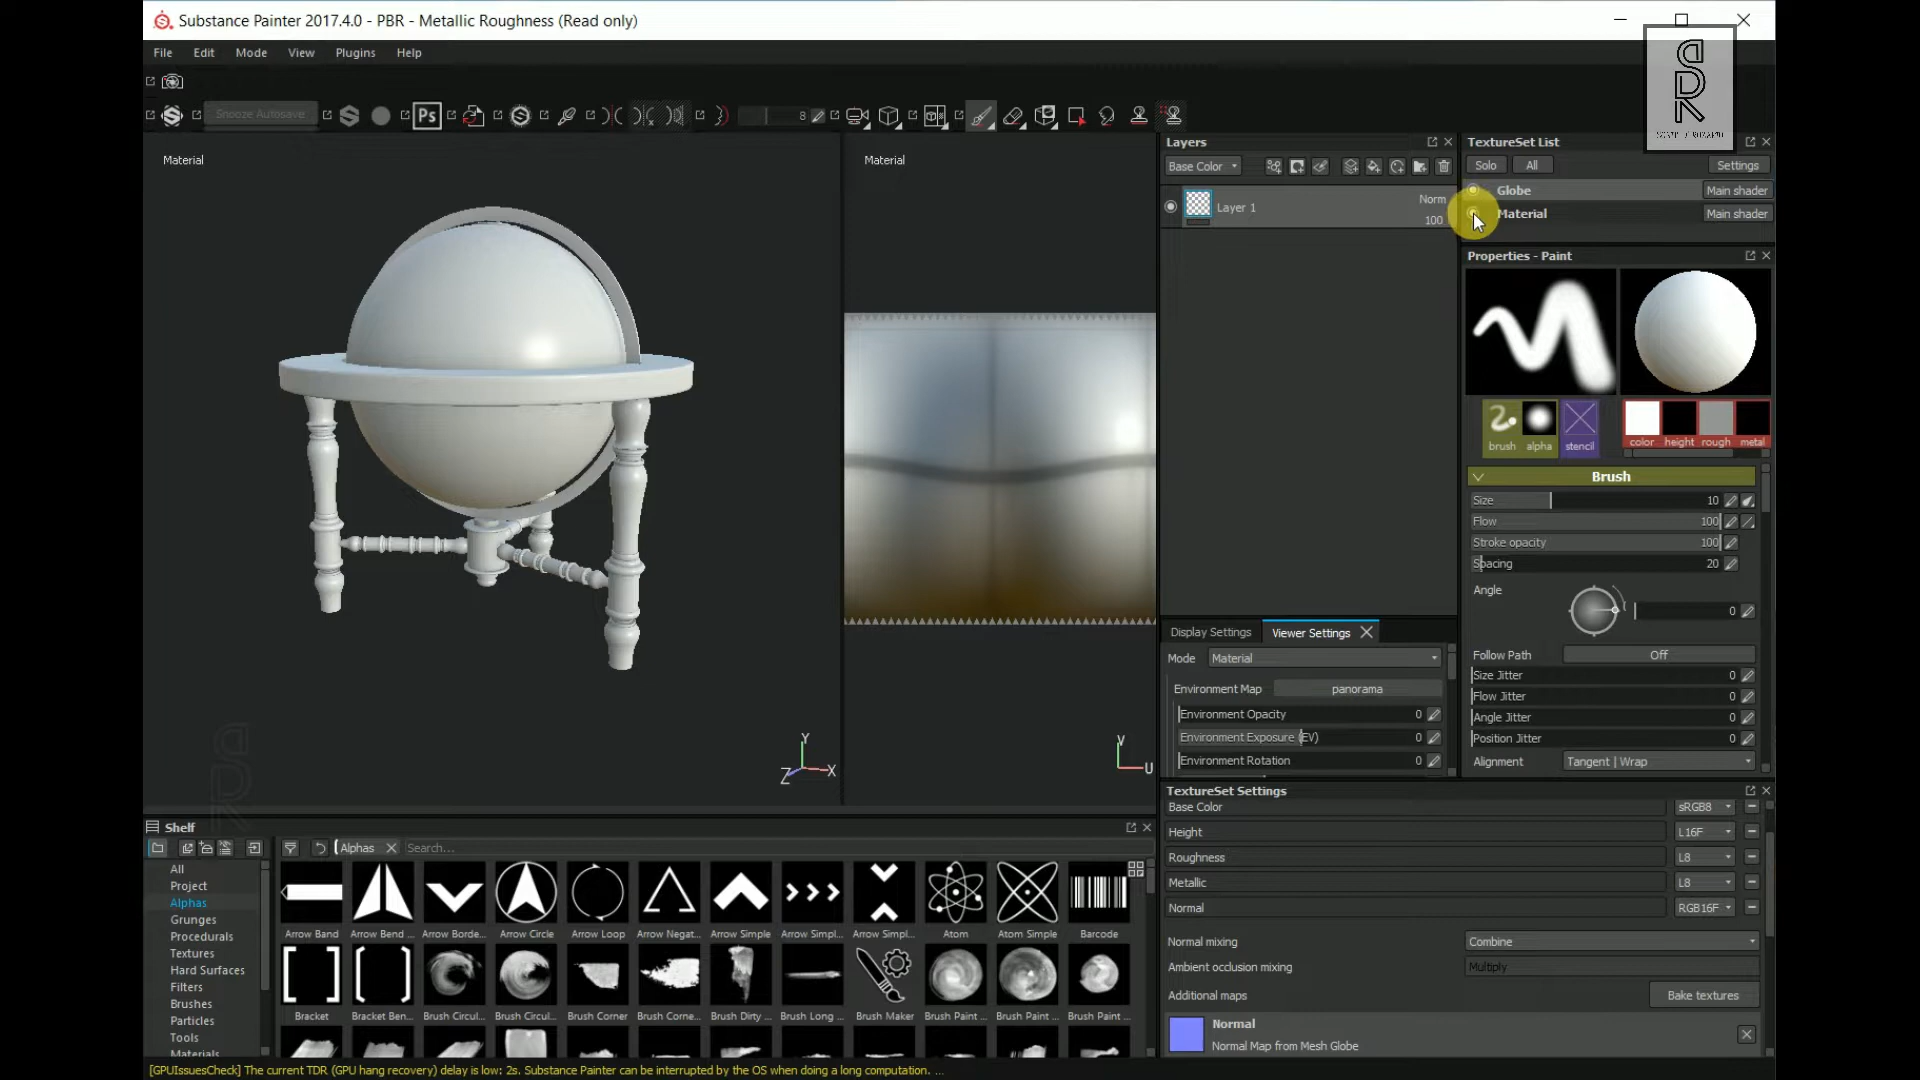 Substance Painter 2017.4.0 - PBR - Metallic Roughness (Read only)
File Edit Mode View Plugins Help
Snooze Autosave
Ps
8
Material
Material
Layers
Base Color
Layer 1
Norm
100
TextureSet List
Solo All Settings
Globe Main shader
Material Main shader
Properties - Paint
brush alpha stencil color height rough metal
Brush
Size 10
Flow 100
Stroke opacity 100
Spacing 20
Angle
0
Follow Path Off
Size Jitter 0
Flow Jitter 0
Angle Jitter 0
Position Jitter 0
Alignment Tangent | Wrap
Display Settings Viewer Settings
Mode Material
Environment Map panorama
Environment Opacity 0
Environment Exposure (EV) 0
Environment Rotation 0
Y
Z X
V
U
TextureSet Settings
Base Color sRGB8
Height L16F
Roughness L8
Metallic L8
Normal RGB16F
Normal mixing Combine
Ambient occlusion mixing Multiply
Additional maps Bake textures
Normal
Normal Map from Mesh Globe
Shelf
Alphas Search...
All
Project
Alphas
Grunges
Procedurals
Textures
Hard Surfaces
Filters
Brushes
Particles
Tools
Materials
Arrow Band Arrow Bend ... Arrow Borde... Arrow Circle Arrow Loop Arrow Negat... Arrow Simple Arrow Simpl... Arrow Simpl... Atom Atom Simple Barcode
Bracket Bracket Ben... Brush Circul... Brush Circul... Brush Corner Brush Corne... Brush Dirty ... Brush Long ... Brush Maker Brush Paint ... Brush Paint ... Brush Paint ...
[GPUIssuesCheck] The current TDR (GPU hang recovery) delay is low: 2s. Substance Painter can be interrupted by the OS when doing a long computation. ...